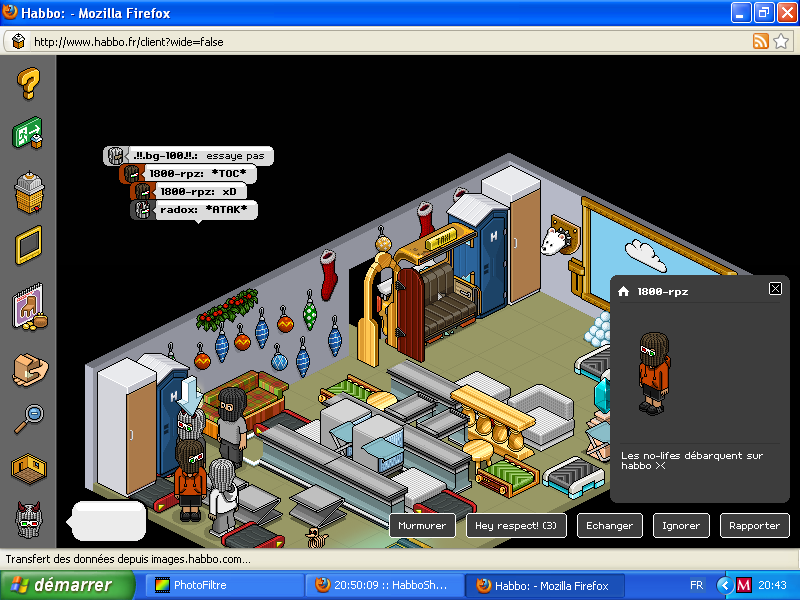 Habbo: - Mozilla Firefox
http://www.habbo.fr/client?wide=false
.!!.bg-100.!!.: essaye pas
1800-rpz: *TOC*
1800-rpz: xD
radox: *ATAK*
TAXI
H
H
1800-rpz
Les no-lifes débarquent sur
habbo ><
Murmurer
Hey respect! (3)
Echanger
Ignorer
Rapporter
Transfert des données depuis images.habbo.com...
démarrer
PhotoFiltre
20:50:09 :: HabboSh...
Habbo: - Mozilla Firefox
FR
M
20:43